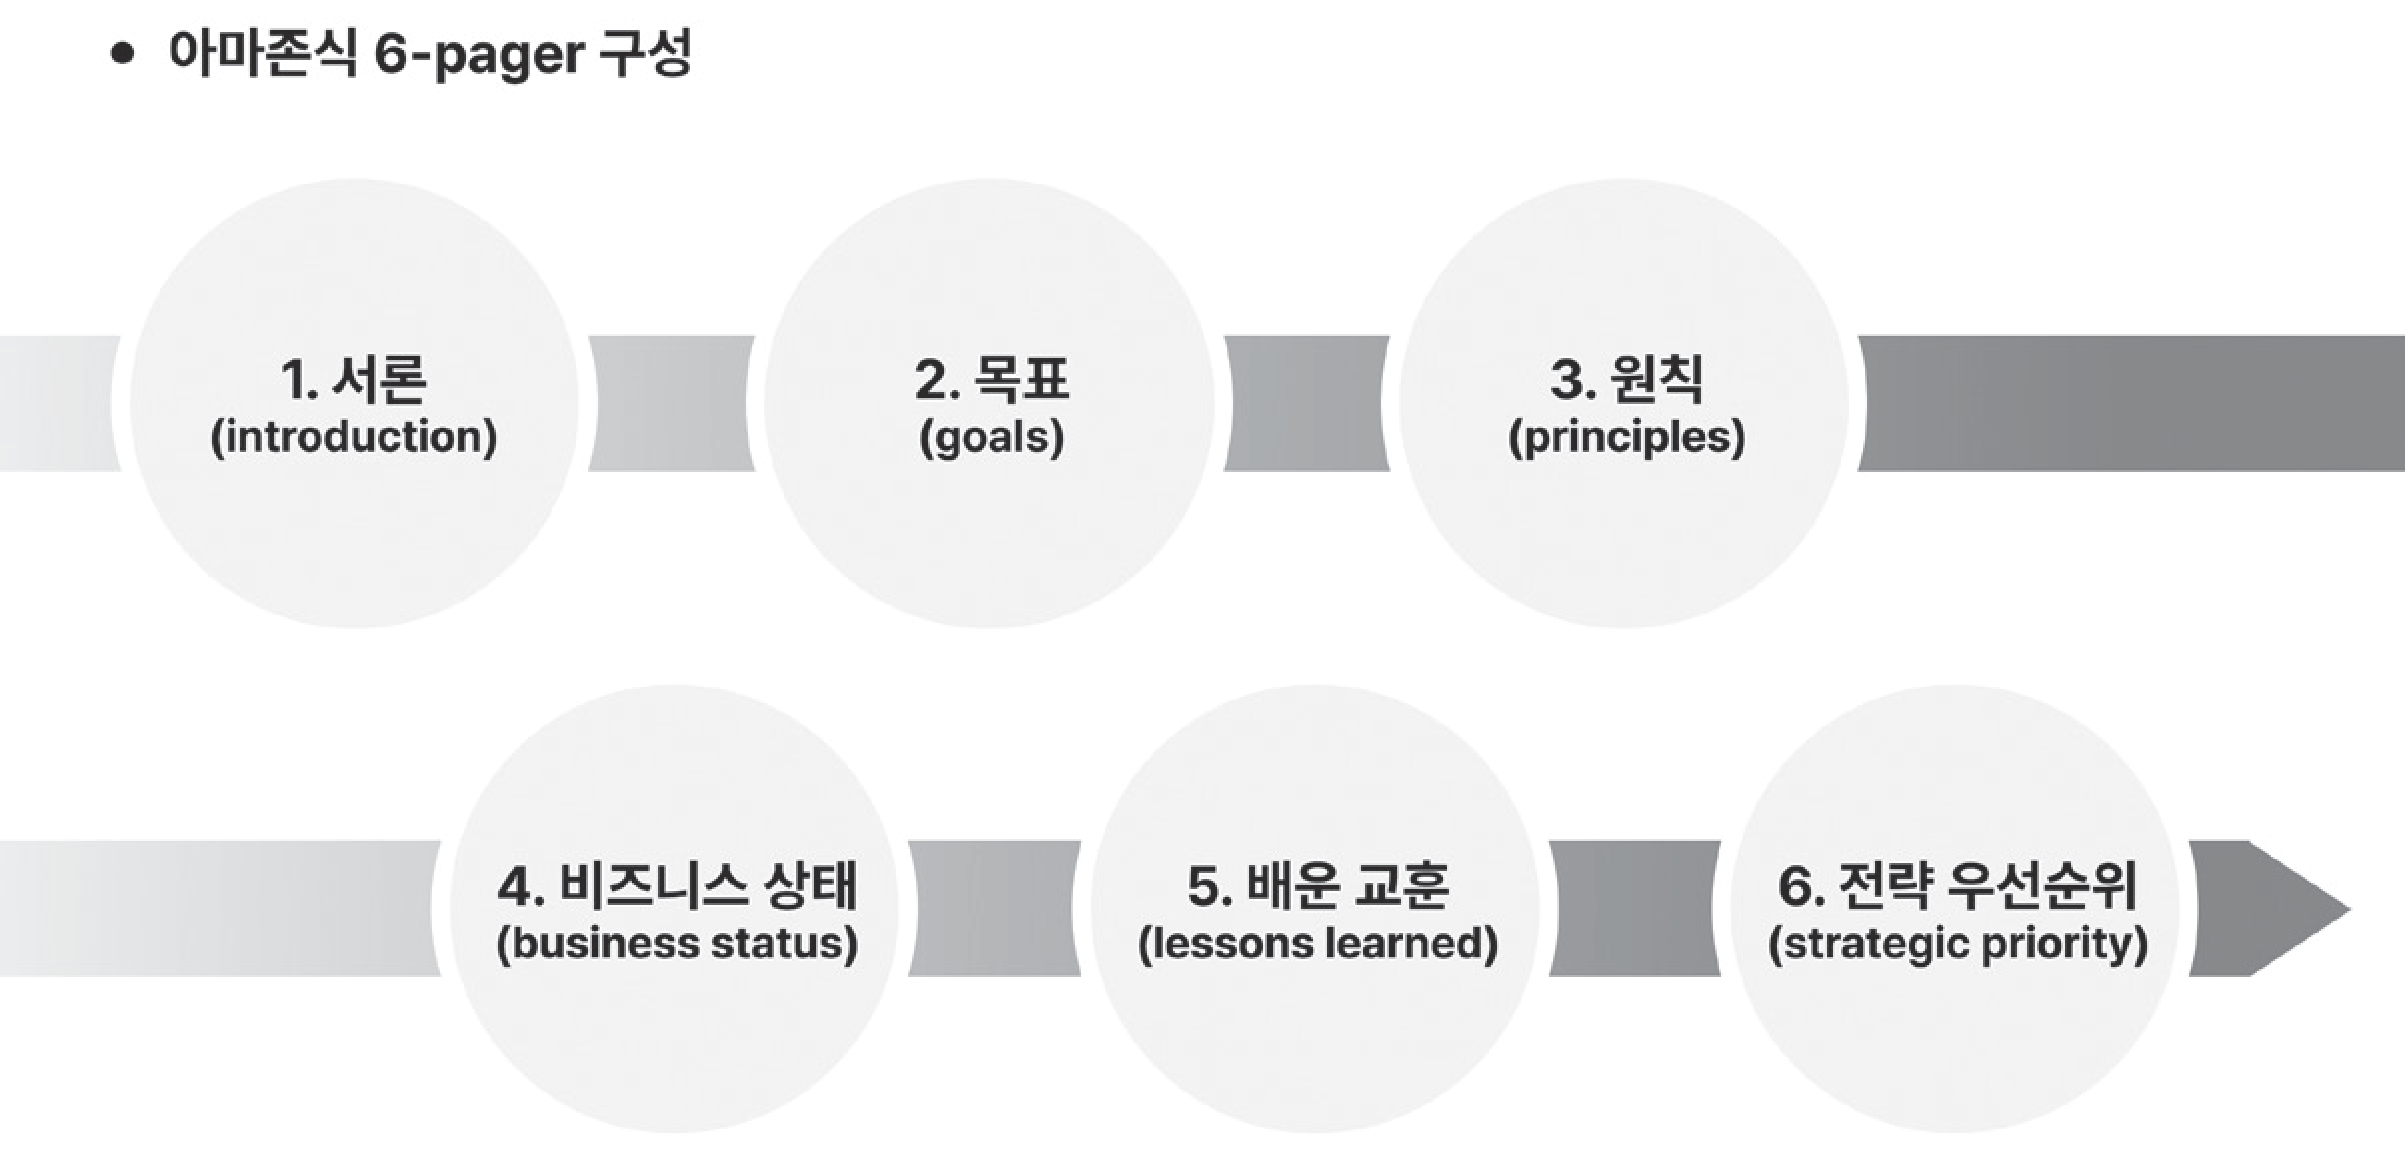 • 아마존식 6-pager 구성
1. 서론
(introduction)
2. 목표
(goals)
3. 원칙
(principles)
4. 비즈니스 상태
(business status)
5. 배운 교훈
(lessons learned)
6. 전략 우선순위
(strategic priority)